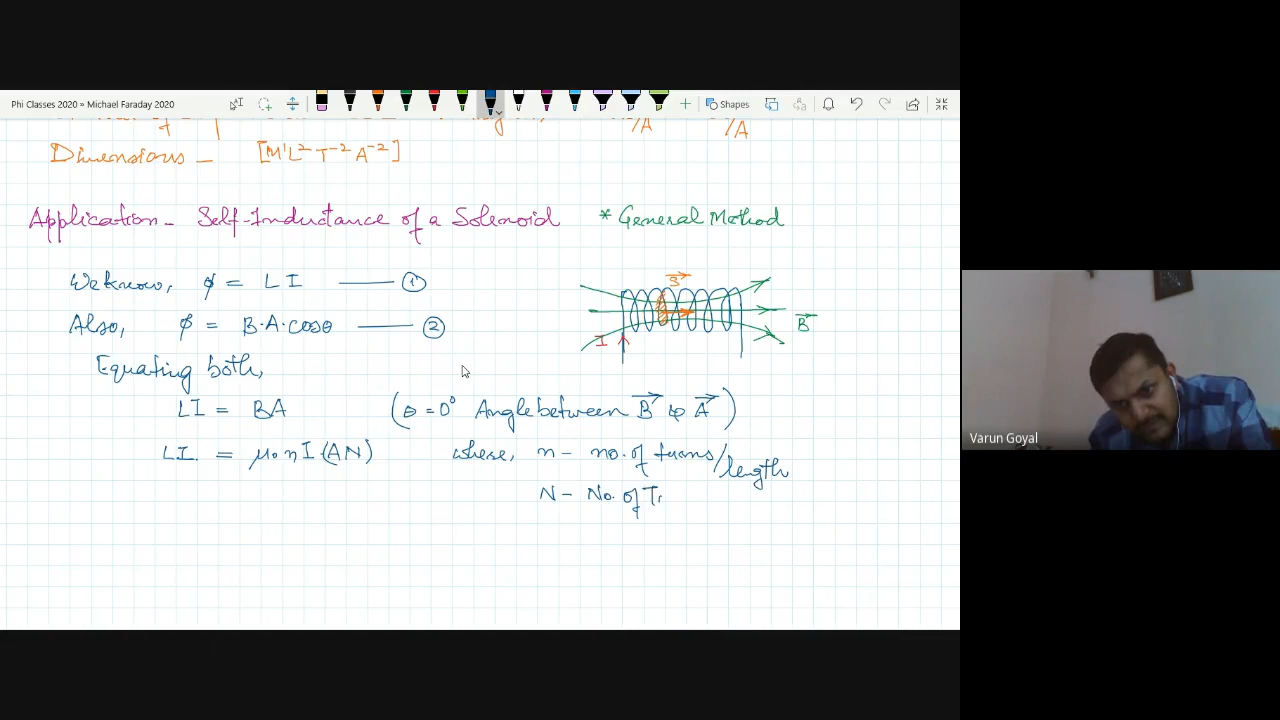 Phi Classes 2020 » Michael Faraday 2020
Shapes
Dimensions - [M¹L² T⁻² A⁻²]
Application - Self-Inductance of a Solenoid * General Method
We know, ϕ = LI ——— ①
Also, ϕ = B·A·cosθ ——— ②
Equating both,
LI = BA (θ = 0° Angle between B⃗ & A⃗)
LI = μ₀nI(AN) where, n - no. of turns/length
N - No. of T
I
B⃗
Varun Goyal